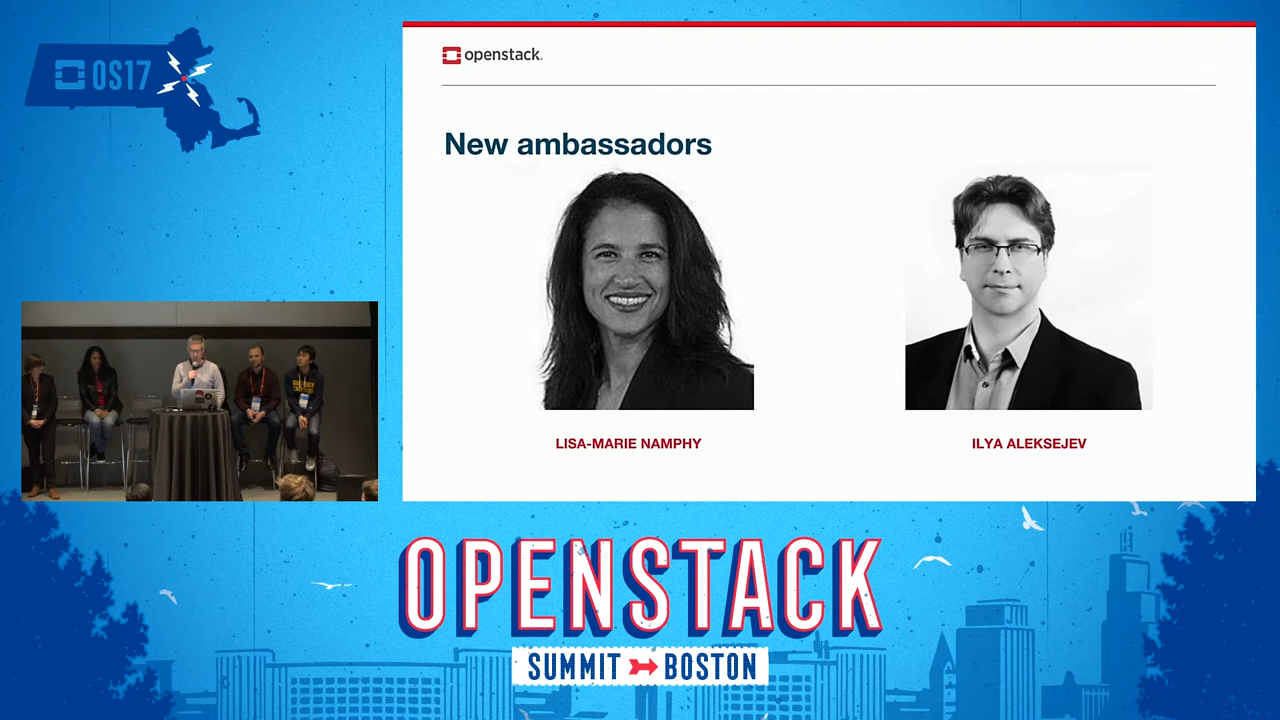 OS17
openstack.
New ambassadors
LISA-MARIE NAMPHY
ILYA ALEKSEJEV
OPENSTACK
SUMMIT BOSTON